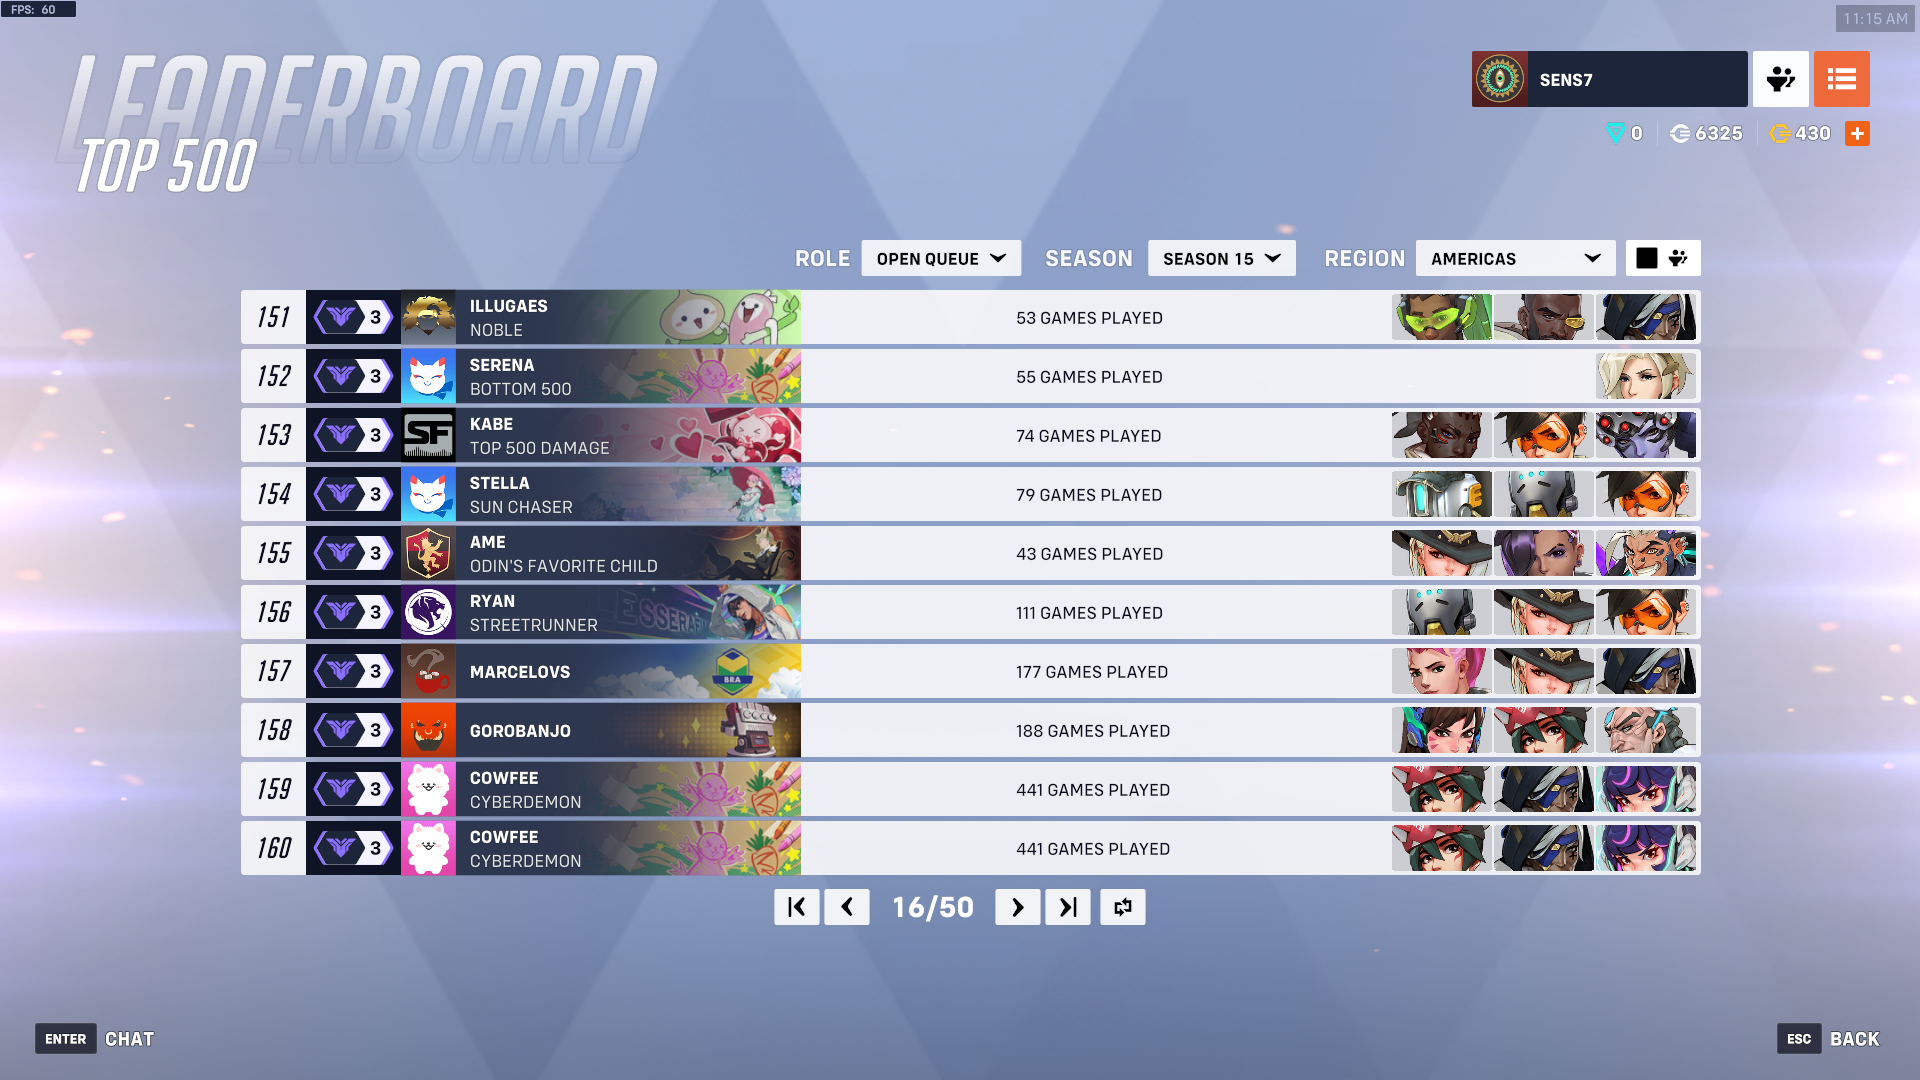 FPS: 60
11:15 AM
LEADERBOARD
TOP 500
SENS7
0
6325
430
ROLE
OPEN QUEUE
SEASON
SEASON 15
REGION
AMERICAS
151
3
ILLUGAES
NOBLE
53 GAMES PLAYED
152
3
SERENA
BOTTOM 500
55 GAMES PLAYED
153
3
SF
KABE
TOP 500 DAMAGE
74 GAMES PLAYED
154
3
STELLA
SUN CHASER
79 GAMES PLAYED
155
3
AME
ODIN'S FAVORITE CHILD
43 GAMES PLAYED
156
3
RYAN
STREETRUNNER
111 GAMES PLAYED
157
3
MARCELOVS
BRA
177 GAMES PLAYED
158
3
GOROBANJO
188 GAMES PLAYED
159
3
COWFEE
CYBERDEMON
441 GAMES PLAYED
160
3
COWFEE
CYBERDEMON
441 GAMES PLAYED
16/50
ENTER CHAT
ESC BACK